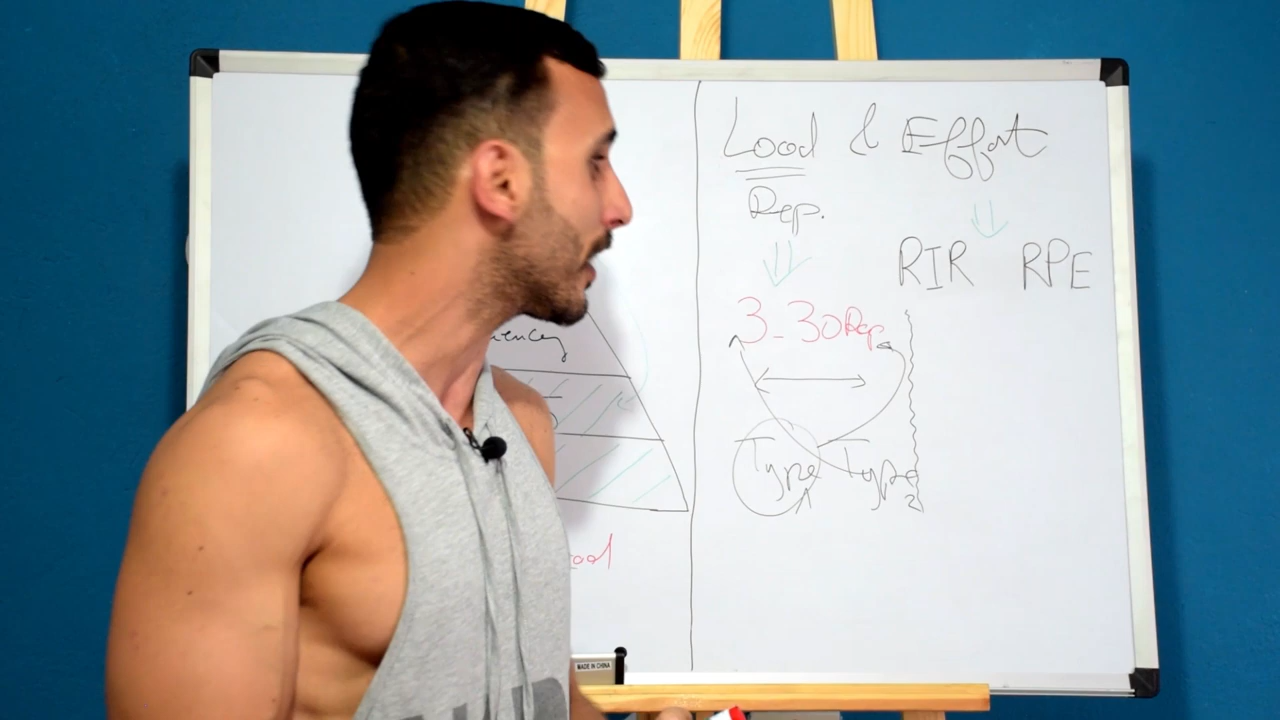 Load & Effort
Rep.
RIR RPE
3-30 Rep
Type 1 Type 2
MADE IN CHINA